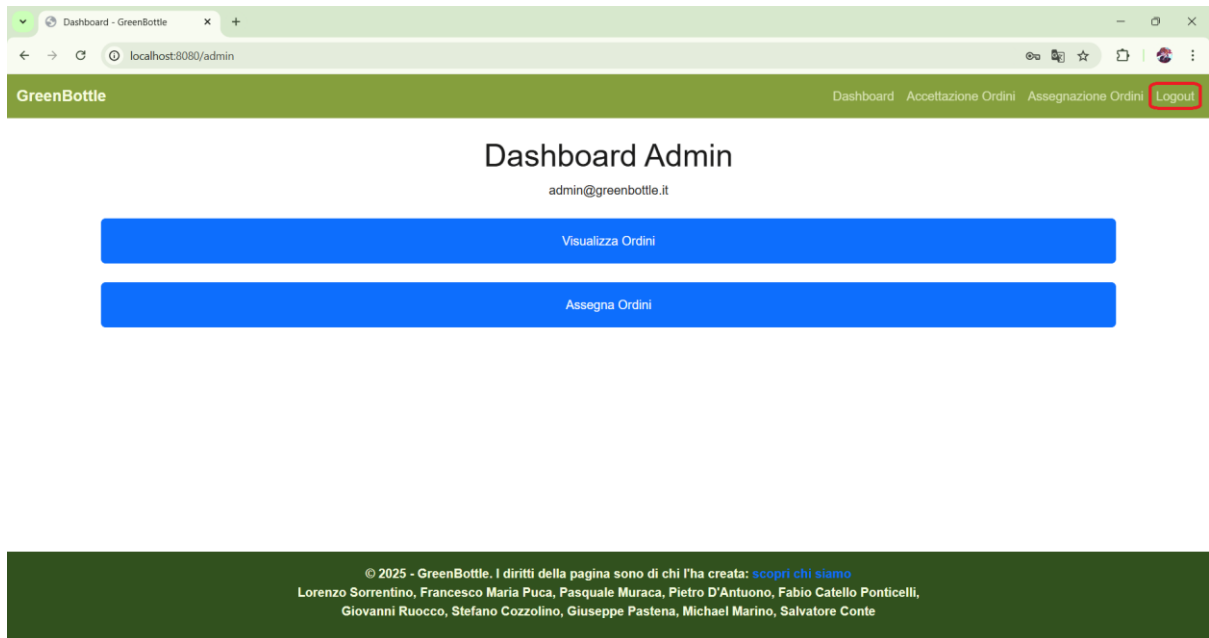 Dashboard - GreenBottle
localhost:8080/admin
GreenBottle
Dashboard Accettazione Ordini Assegnazione Ordini Logout
Dashboard Admin
admin@greenbottle.it
Visualizza Ordini
Assegna Ordini
© 2025 - GreenBottle. I diritti della pagina sono di chi l'ha creata: scopri chi siamo
Lorenzo Sorrentino, Francesco Maria Puca, Pasquale Muraca, Pietro D'Antuono, Fabio Catello Ponticelli,
Giovanni Ruocco, Stefano Cozzolino, Giuseppe Pastena, Michael Marino, Salvatore Conte